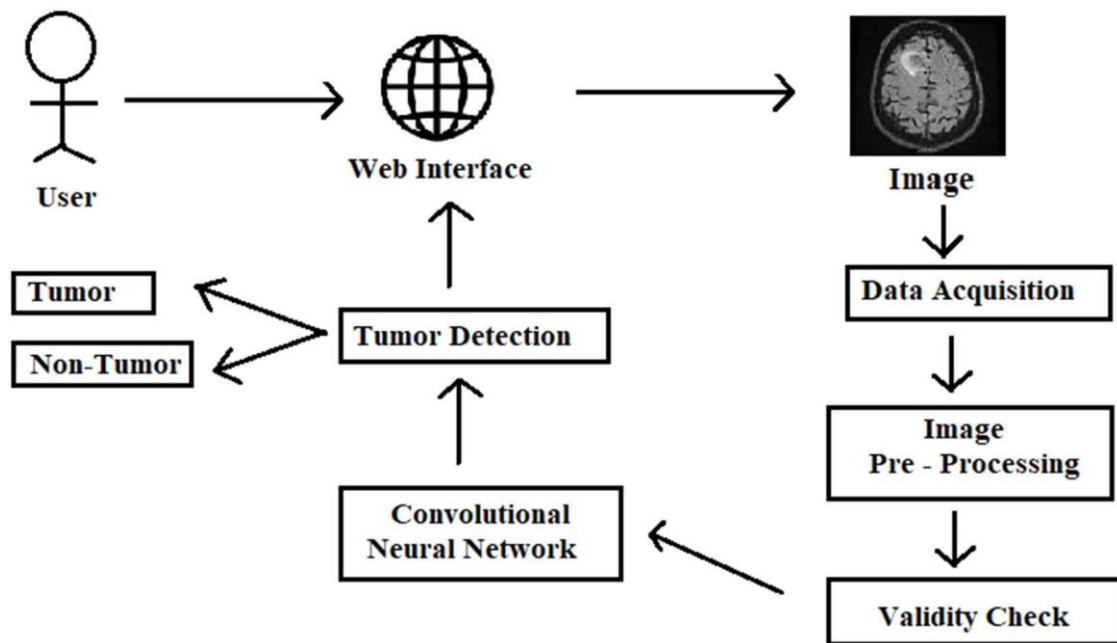 User
Web Interface
Image
Tumor
Non-Tumor
Tumor Detection
Data Acquisition
Image
Pre - Processing
Convolutional
Neural Network
Validity Check